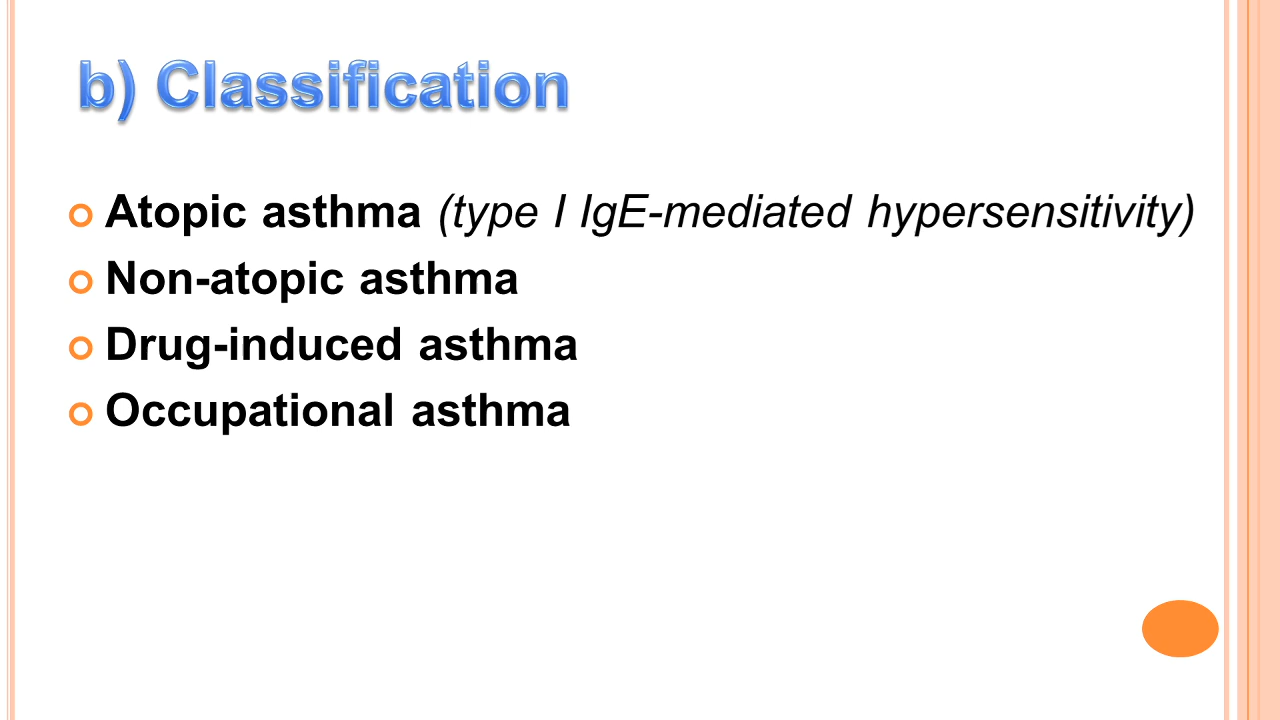 b) Classification
Atopic asthma (type I IgE-mediated hypersensitivity)
Non-atopic asthma
Drug-induced asthma
Occupational asthma